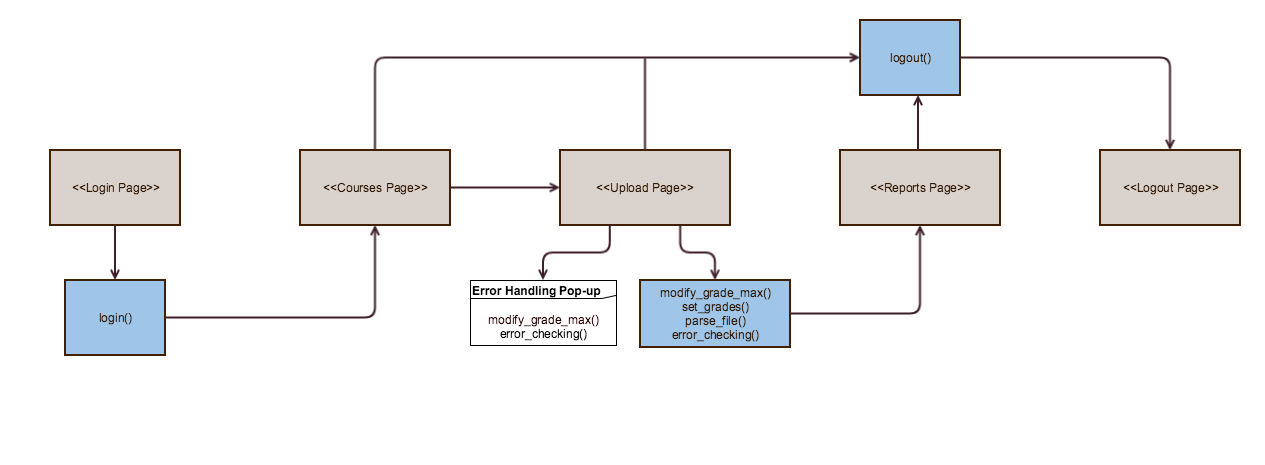 logout()
<<Login Page>>
<<Courses Page>>
<<Upload Page>>
<<Reports Page>>
<<Logout Page>>
login()
Error Handling Pop-up
modify_grade_max()
error_checking()
modify_grade_max()
set_grades()
parse_file()
error_checking()